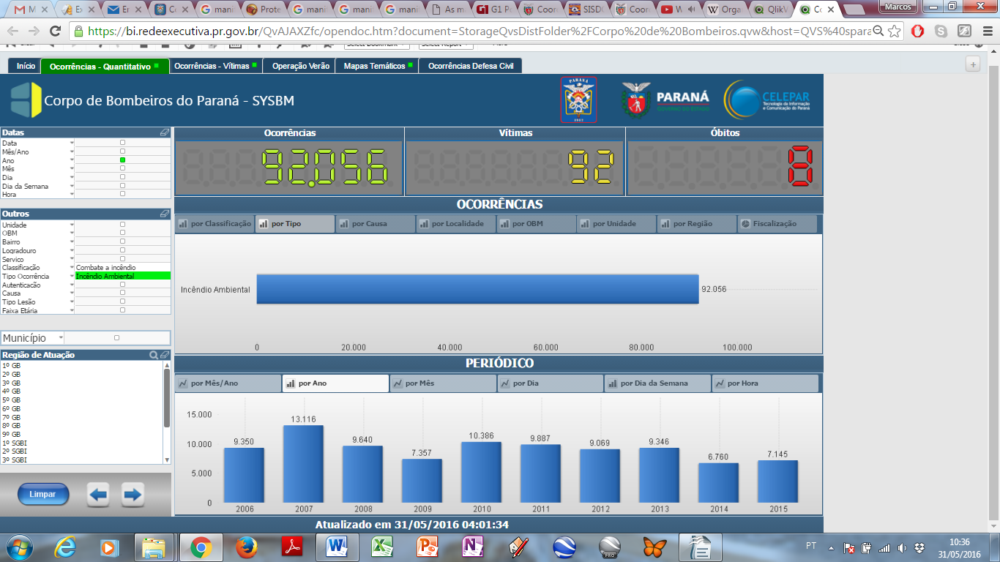 M
Ex
En
Co
mani
Prote
mani
mani
mani
As m
G1 Po
Coor
SISDC
Coor
W
Orga
QlikV
Co
Marcos
https://bi.redeexecutiva.pr.gov.br/QvAJAXZfc/opendoc.htm?document=StorageQvsDistFolder%2FCorpo%20de%20Bombeiros.qvw&host=QVS%40spara
Início
Ocorrências - Quantitativo
Ocorrências - Vítimas
Operação Verão
Mapas Temáticos
Ocorrências Defesa Civil
Corpo de Bombeiros do Paraná - SYSBM
PARANÁ
PARANÁ
GOVERNO DO ESTADO
CELEPAR
Tecnologia da Informação
e Comunicação do Paraná
Datas
Data
Mês/Ano
Ano
Mês
Dia
Dia da Semana
Hora
Outros
Unidade
OBM
Bairro
Logradouro
Servico
Classificação Combate a incêndio
Tipo Ocorrência Incêndio Ambiental
Autenticacão
Causa
Tipo Lesão
Faixa Etária
Município
Região de Atuação
1º GB
2º GB
3º GB
4º GB
5º GB
6º GB
7º GB
8º GB
9º GB
1º SGBI
2º SGBI
3º SGBI
Limpar
Ocorrências
92.056
Vítimas
92
Óbitos
8
OCORRÊNCIAS
por Classificação
por Tipo
por Causa
por Localidade
por OBM
por Unidade
por Região
Fiscalização
Incêndio Ambiental
92.056
0 20.000 40.000 60.000 80.000 100.000
PERIÓDICO
por Mês/Ano
por Ano
por Mês
por Dia
por Dia da Semana
por Hora
15.000
10.000
5.000
0
9.350 13.116 9.640 7.357 10.386 9.887 9.069 9.346 6.760 7.145
2006 2007 2008 2009 2010 2011 2012 2013 2014 2015
Atualizado em 31/05/2016 04:01:34
PT
10:36
31/05/2016